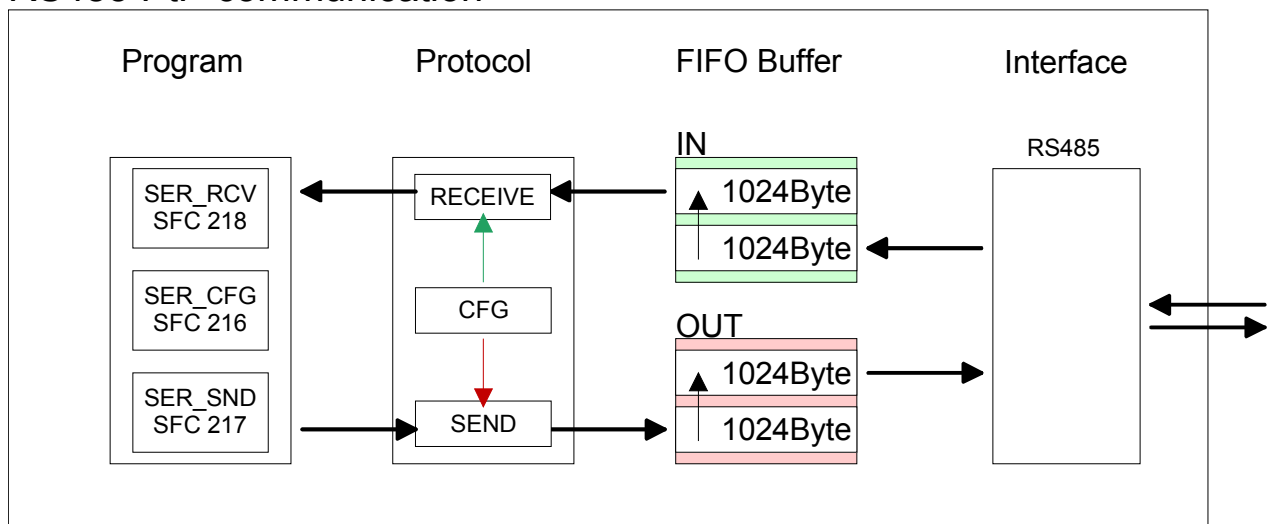 Program
Protocol
FIFO Buffer
Interface
SER_RCV
SFC 218
SER_CFG
SFC 216
SER_SND
SFC 217
RECEIVE
CFG
SEND
IN
1024Byte
1024Byte
OUT
1024Byte
1024Byte
RS485